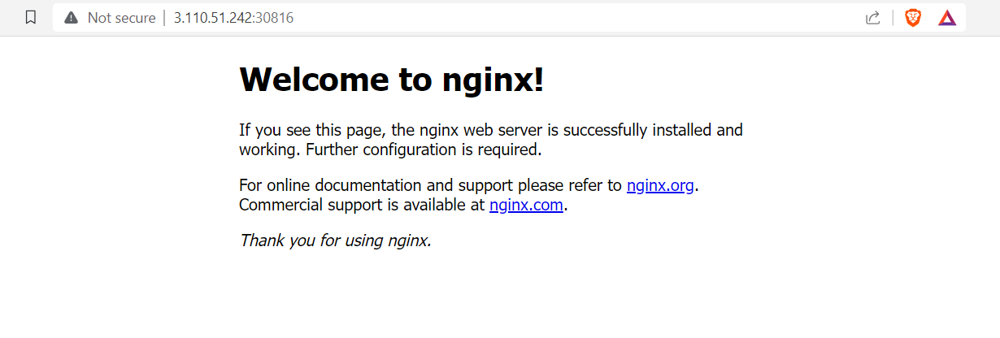 Not secure | 3.110.51.242:30816
Welcome to nginx!
If you see this page, the nginx web server is successfully installed and
working. Further configuration is required.
For online documentation and support please refer to nginx.org.
Commercial support is available at nginx.com.
Thank you for using nginx.